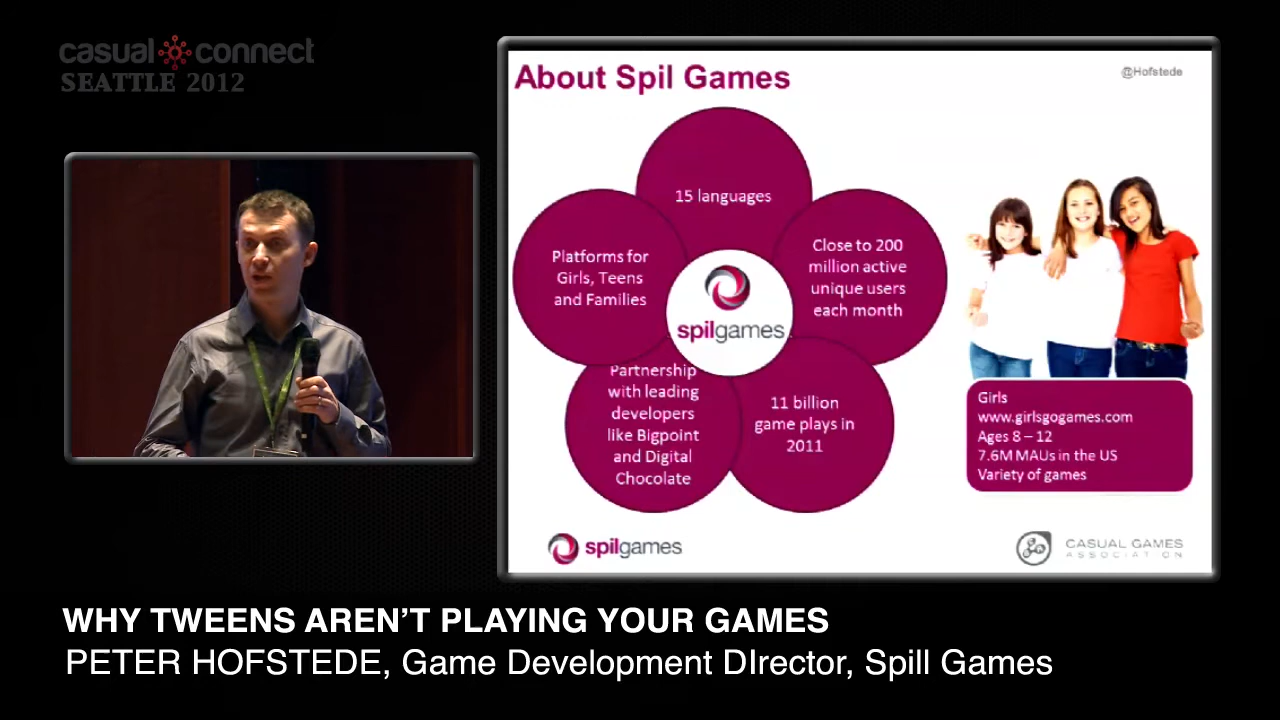 casual connect
SEATTLE 2012
About Spil Games
@Hofstede
15 languages
Platforms for
Girls, Teens
and Families
Close to 200
million active
unique users
each month
spilgames
Partnership
with leading
developers
like Bigpoint
and Digital
Chocolate
11 billion
game plays in
2011
Girls
www.girlsgogames.com
Ages 8 – 12
7.6M MAUs in the US
Variety of games
spilgames
CASUAL GAMES
ASSOCIATION
WHY TWEENS AREN'T PLAYING YOUR GAMES
PETER HOFSTEDE, Game Development DIrector, Spill Games